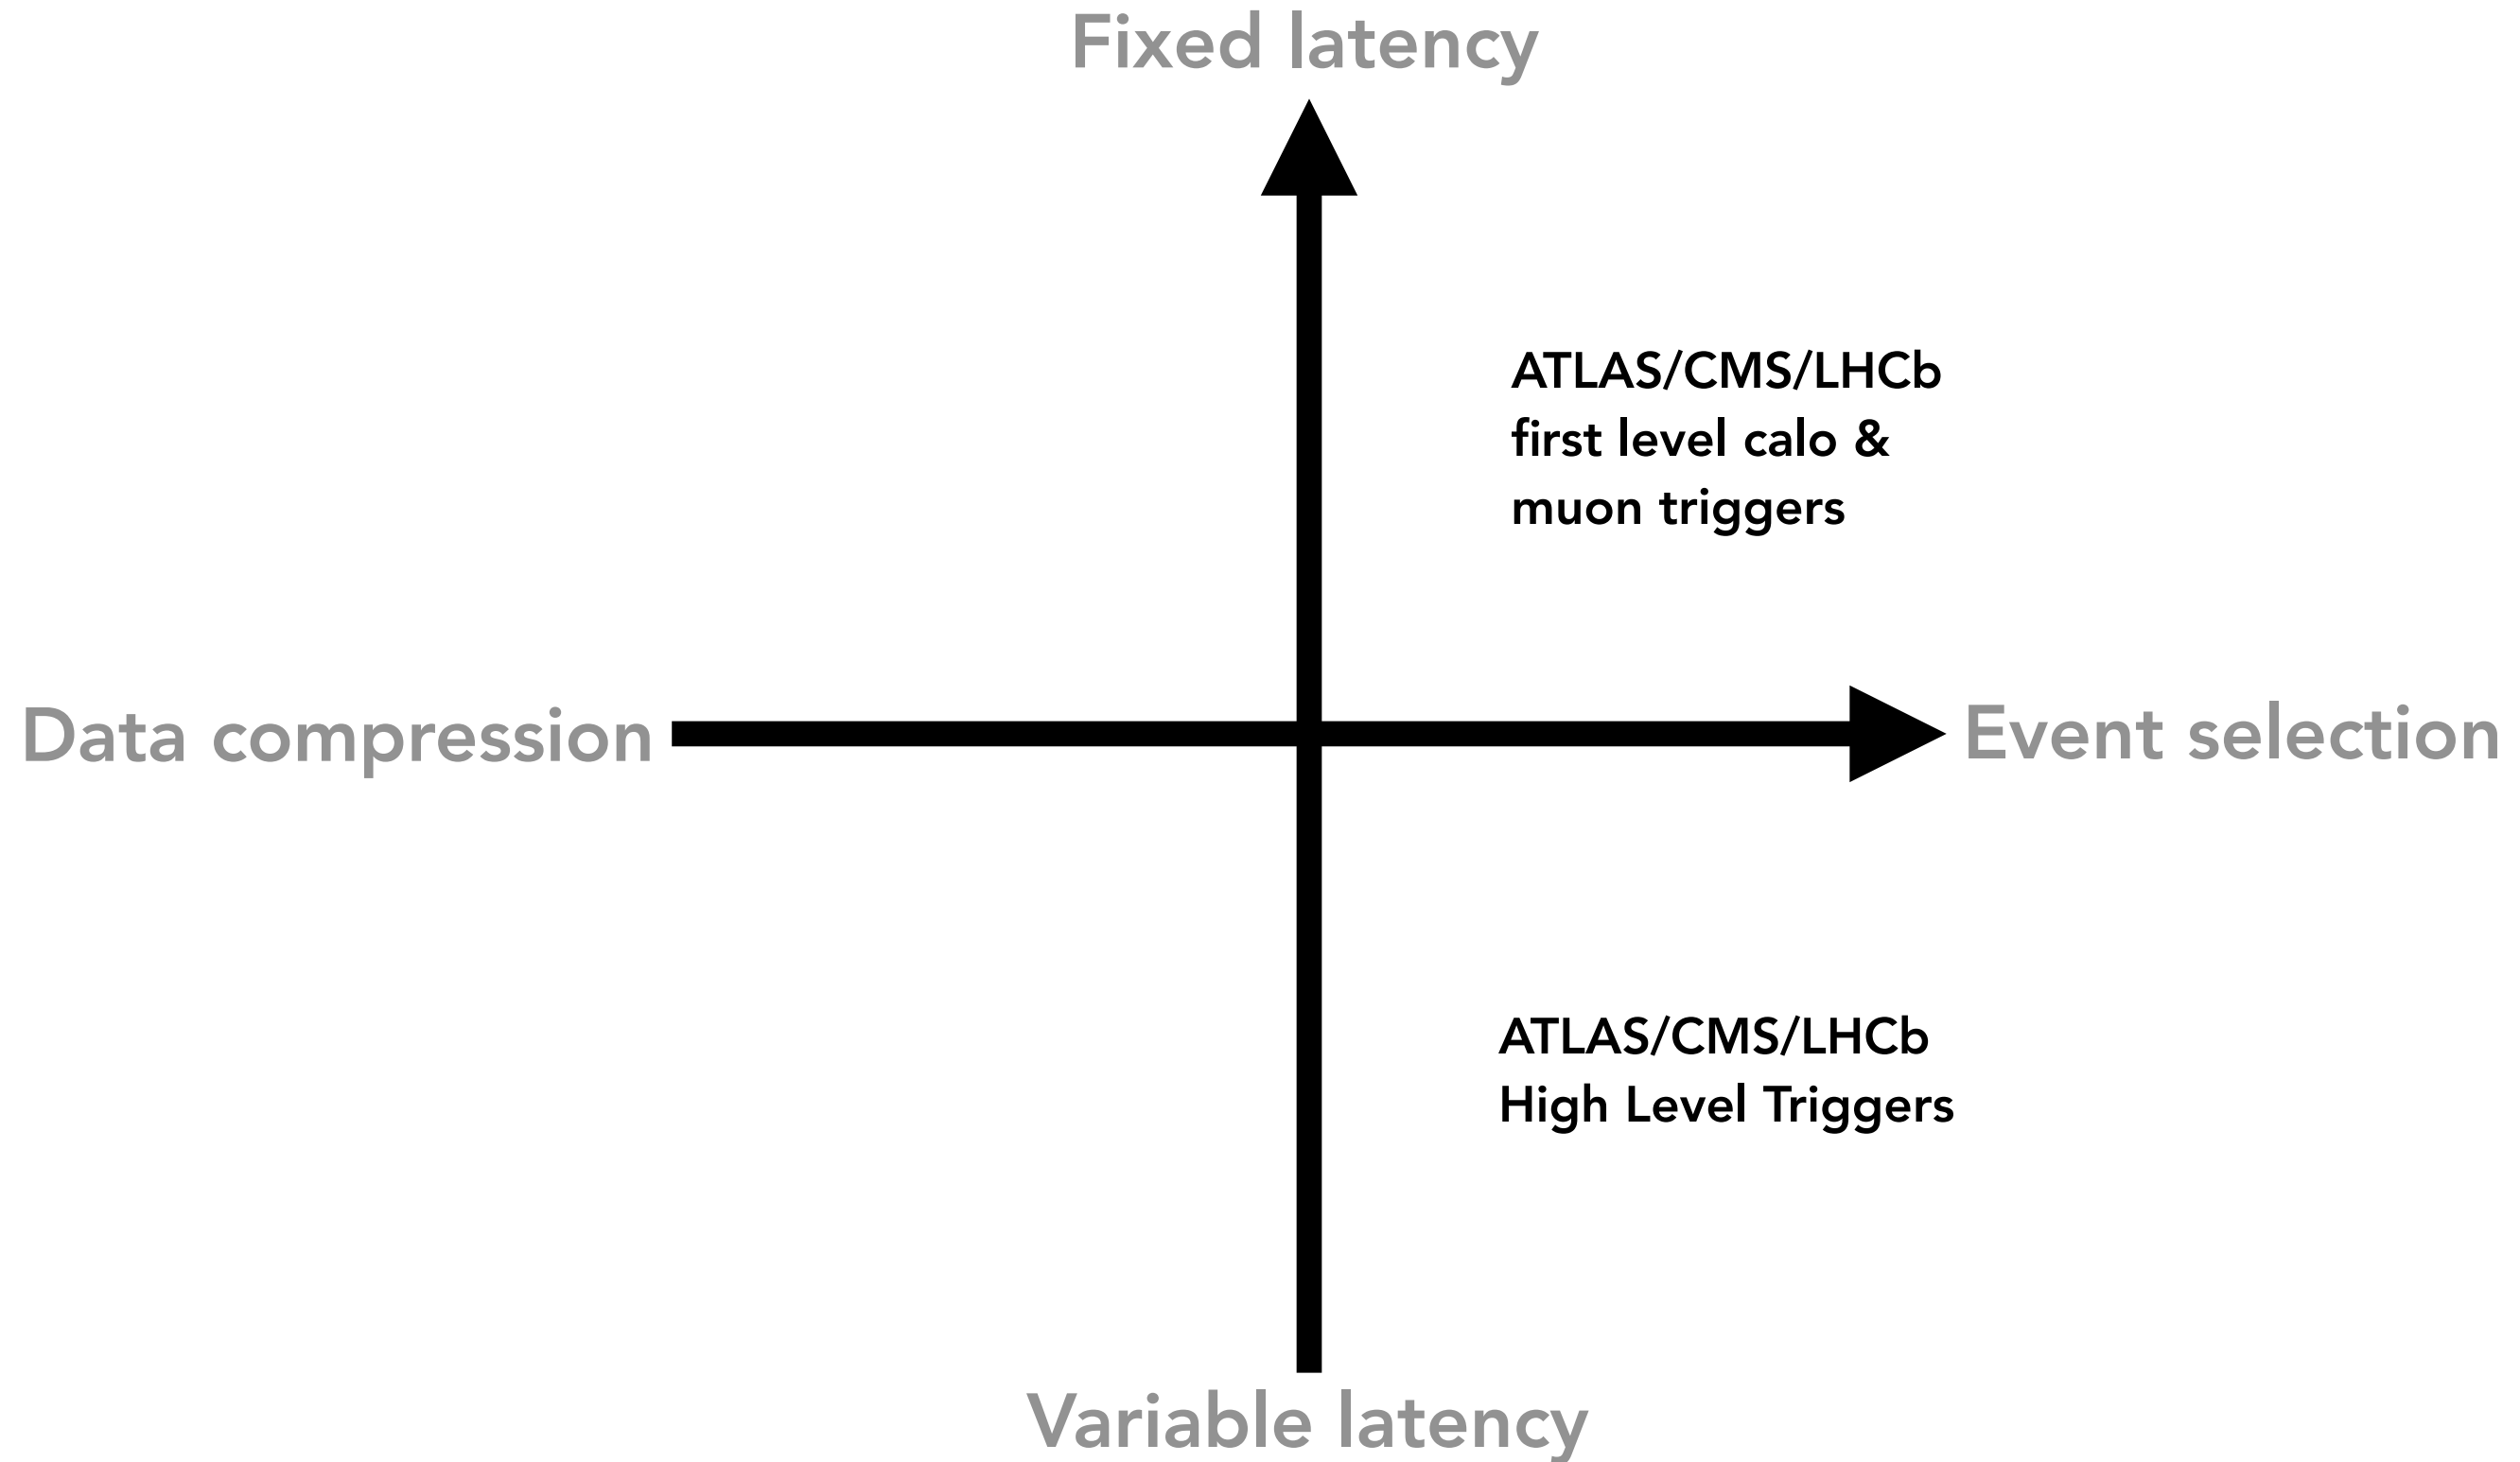 Fixed latency
ATLAS/CMS/LHCb
first level calo &
muon triggers
Data compression
Event selection
ATLAS/CMS/LHCb
High Level Triggers
Variable latency